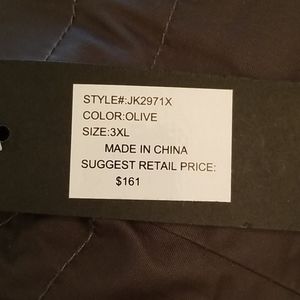 STYLE#:JK2971X
COLOR:OLIVE
SIZE:3XL
MADE IN CHINA
SUGGEST RETAIL PRICE:
$161